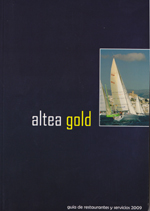 altea gold
guía de restaurantes y servicios 2009